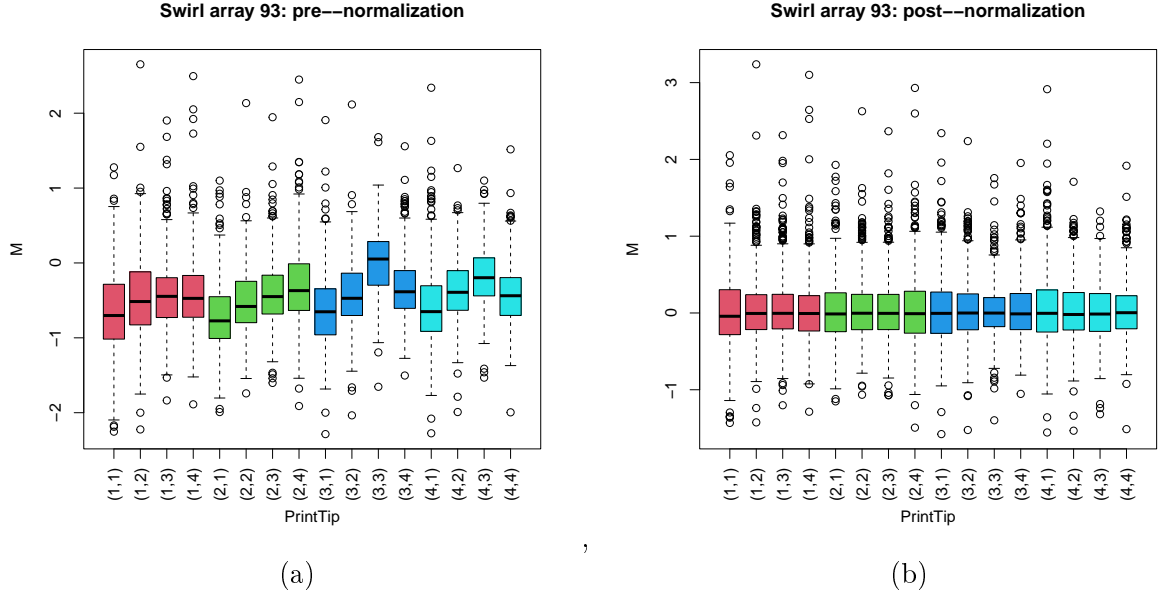 Swirl array 93: pre−−normalization
M
2
1
0
−1
−2
(1,1) (1,2) (1,3) (1,4) (2,1) (2,2) (2,3) (2,4) (3,1) (3,2) (3,3) (3,4) (4,1) (4,2) (4,3) (4,4)
PrintTip
(a)
,
Swirl array 93: post−−normalization
M
3
2
1
0
−1
(1,1) (1,2) (1,3) (1,4) (2,1) (2,2) (2,3) (2,4) (3,1) (3,2) (3,3) (3,4) (4,1) (4,2) (4,3) (4,4)
PrintTip
(b)